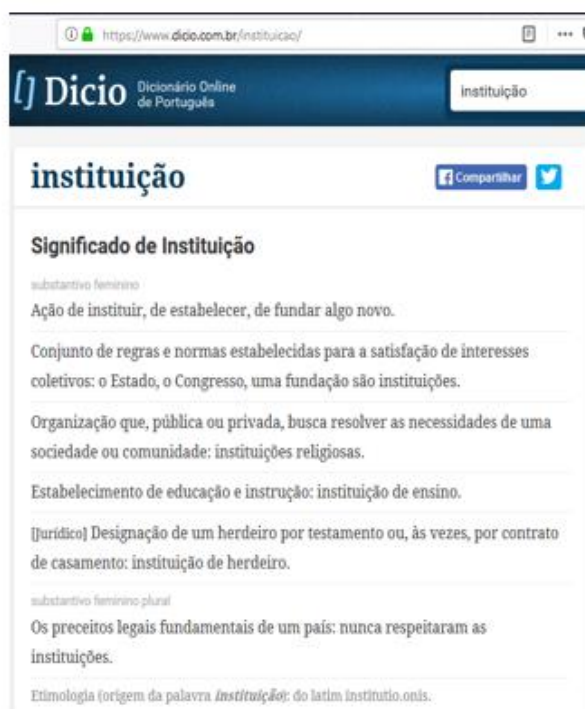 https://www.dicio.com.br/instituicao/
Dicio Dicionário Online
de Português
instituição
instituição
Compartilhar
Significado de Instituição
substantivo feminino
Ação de instituir, de estabelecer, de fundar algo novo.
Conjunto de regras e normas estabelecidas para a satisfação de interesses
coletivos: o Estado, o Congresso, uma fundação são instituições.
Organização que, pública ou privada, busca resolver as necessidades de uma
sociedade ou comunidade: instituições religiosas.
Estabelecimento de educação e instrução: instituição de ensino.
[Jurídico] Designação de um herdeiro por testamento ou, às vezes, por contrato
de casamento: instituição de herdeiro.
substantivo feminino plural
Os preceitos legais fundamentais de um país: nunca respeitaram as
instituições.
Etimologia (origem da palavra instituição): do latim institutio.onis.